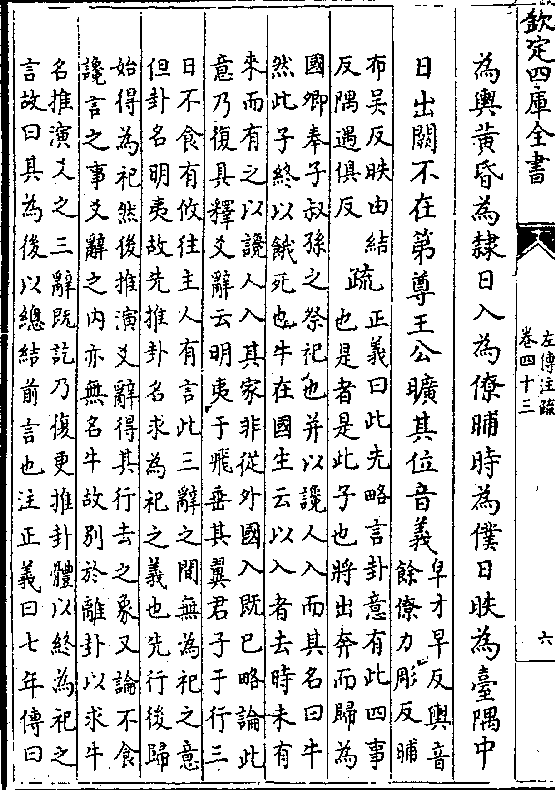 欽定四庫全書
左傳注疏
卷四十三
六
為輿黃昏為隸日入為僚晡時為僕日昳為臺隅中
日出闕不在第尊王公曠其位音義
皁才早反輿音
餘僚力彫反晡
布吳反昳田結
反隅遇俱反
疏
正義曰此先略言卦意有此四事
也是者是此子也將出奔而歸為
國卿奉子叔孫之祭祀也并以讒人入而其名曰牛
然此子終以餓死也牛在國生云以入者去時未有
來而有之以讒人入其家非從外國入既已略論此
意乃復具釋爻辭云明夷于飛垂其翼君子于行三
日不食有攸往主人有言此三辭之間無為祀之意
但卦名明夷故先推卦名求為祀之義也先行後歸
始得為祀然後推演爻辭得其行去之象又論不食
讒言之事爻辭之内亦無名牛故别於離卦以求牛
名推演爻之三辭既訖乃復更推卦體以終為祀之
言故曰其為後以總結前言也注正義曰七年傳曰